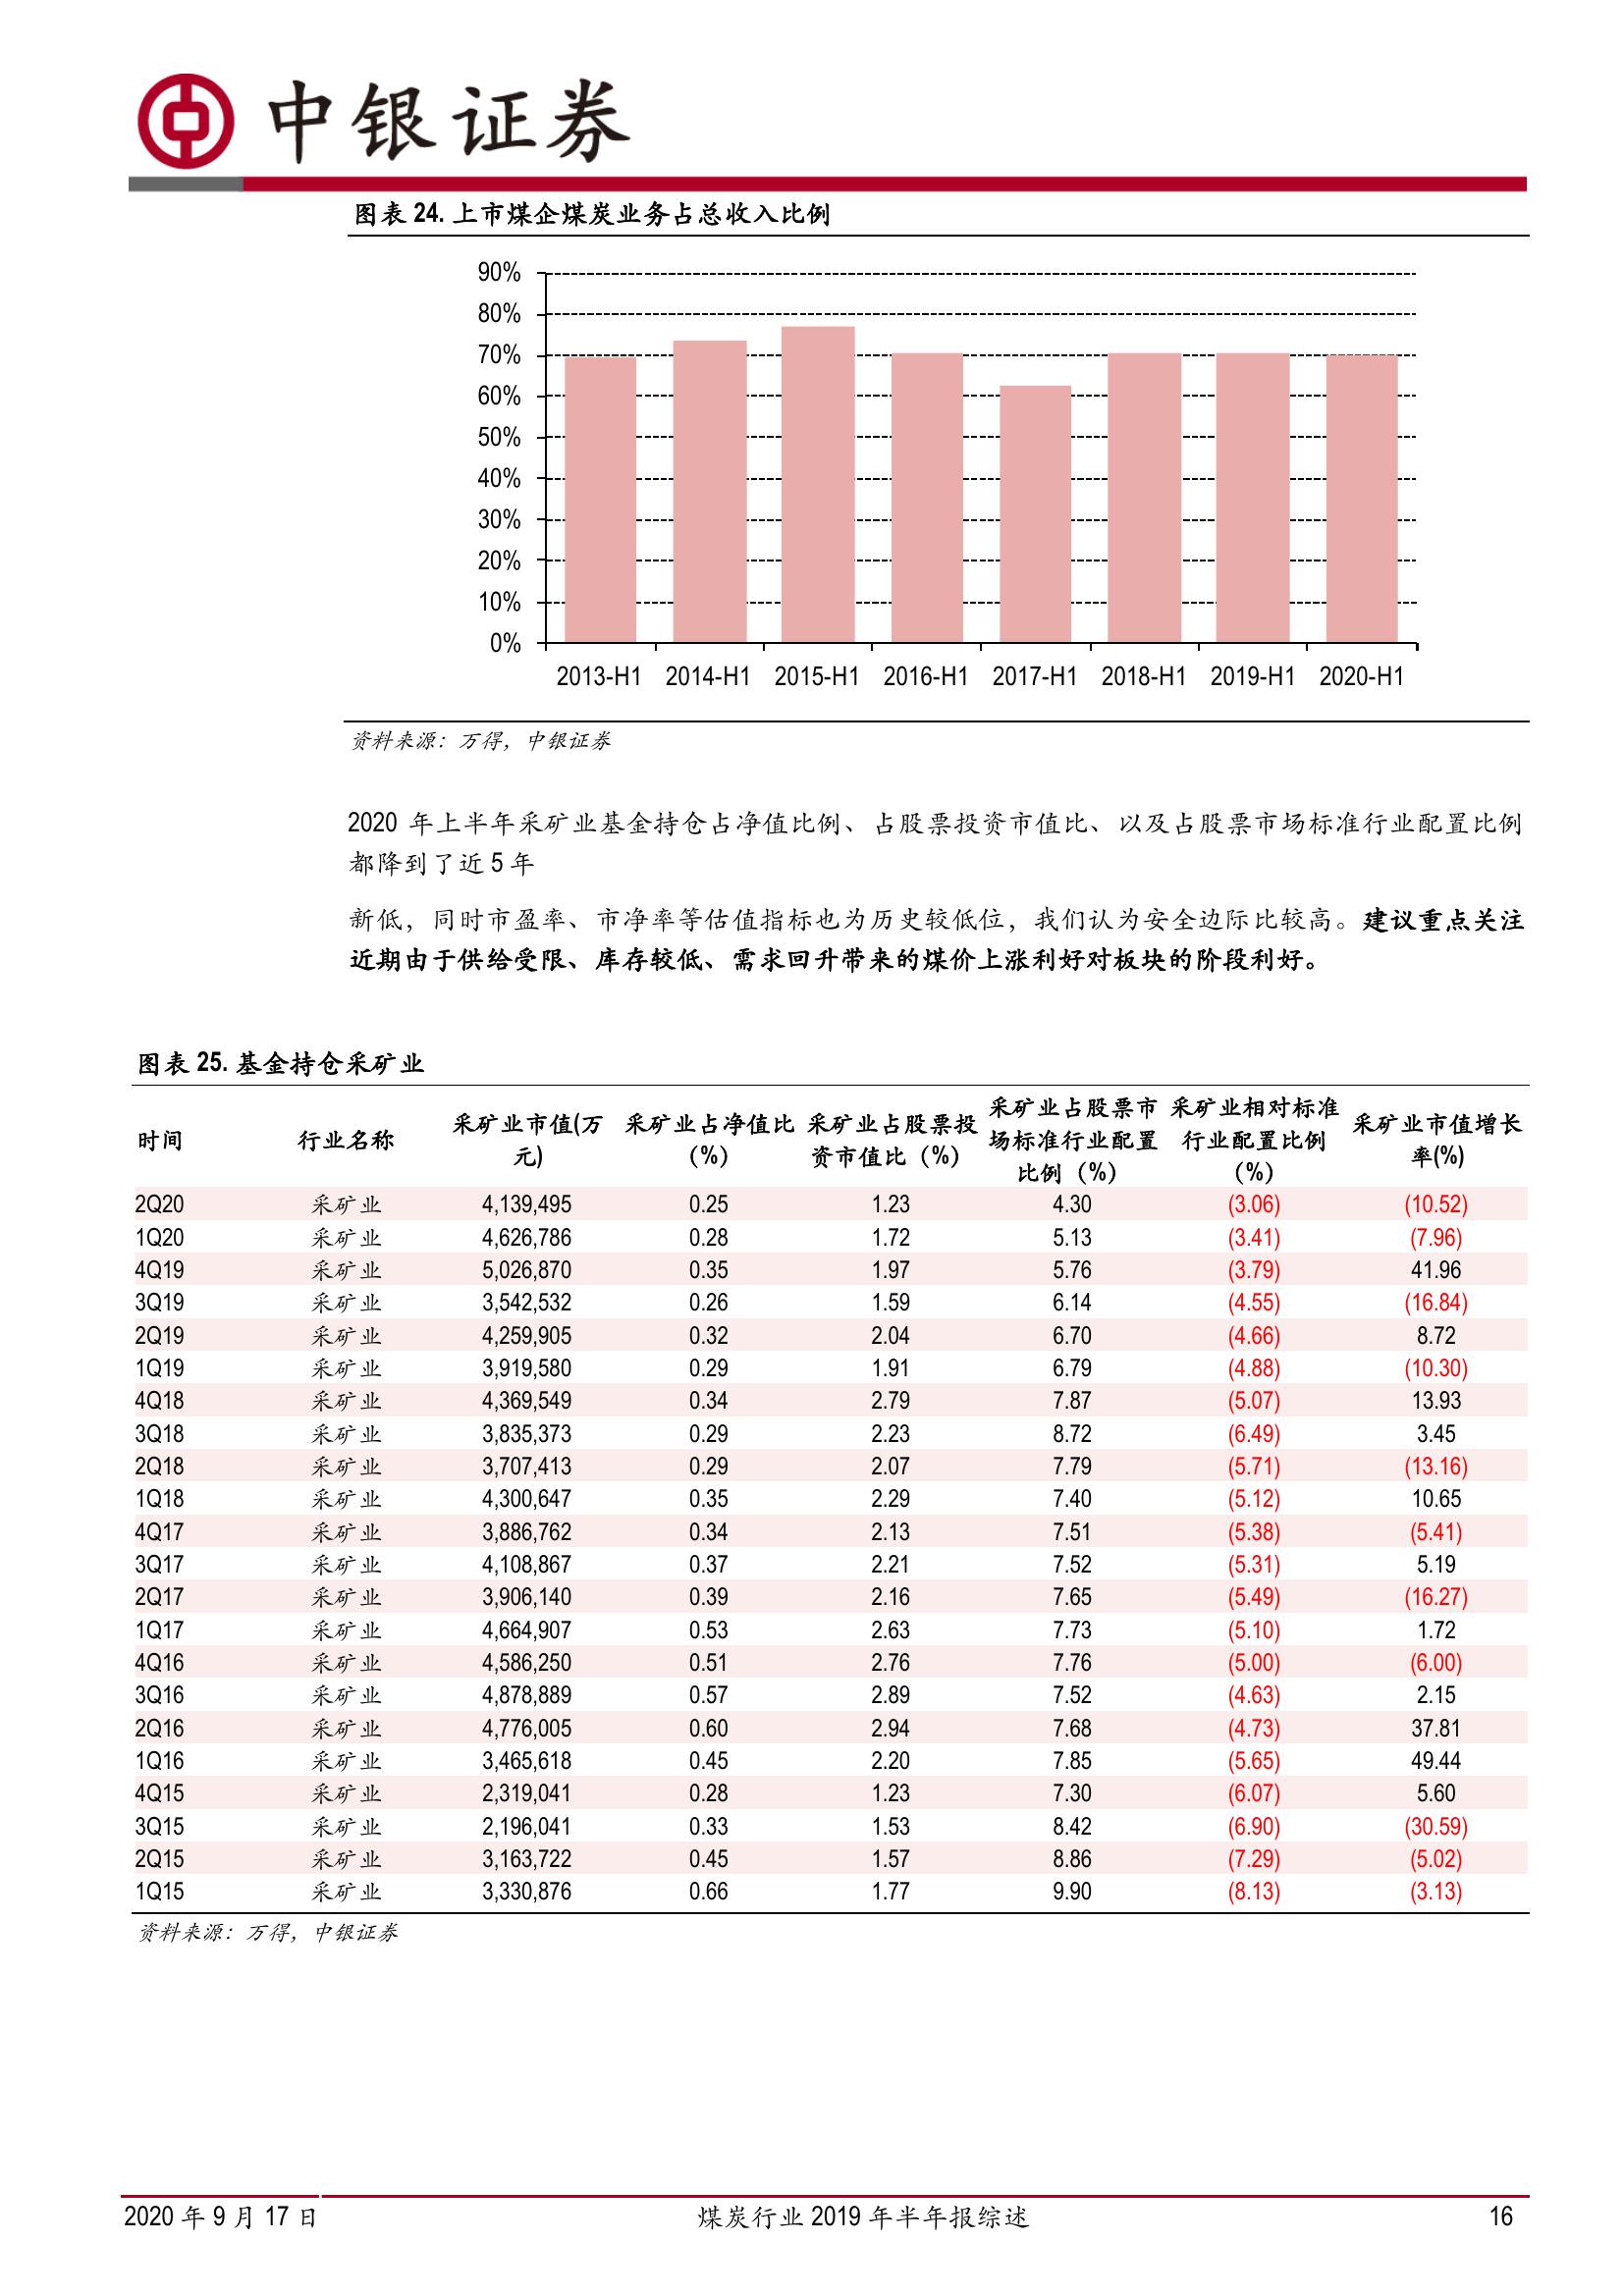 中银证券
图表 24. 上市煤企煤炭业务占总收入比例
90%
80%
70%
60%
50%
40%
30%
20%
10%
0%
2013-H1 2014-H1 2015-H1 2016-H1 2017-H1 2018-H1 2019-H1 2020-H1
资料来源：万得，中银证券
2020 年上半年采矿业基金持仓占净值比例、占股票投资市值比、以及占股票市场标准行业配置比例
都降到了近 5 年
新低，同时市盈率、市净率等估值指标也为历史较低位，我们认为安全边际比较高。建议重点关注
近期由于供给受限、库存较低、需求回升带来的煤价上涨利好对板块的阶段利好。
图表 25. 基金持仓采矿业
时间 行业名称 采矿业市值(万元) 采矿业占净值比（%） 采矿业占股票投资市值比（%） 采矿业占股票市场标准行业配置比例（%） 采矿业相对标准行业配置比例（%） 采矿业市值增长率(%)
2Q20 采矿业 4,139,495 0.25 1.23 4.30 (3.06) (10.52)
1Q20 采矿业 4,626,786 0.28 1.72 5.13 (3.41) (7.96)
4Q19 采矿业 5,026,870 0.35 1.97 5.76 (3.79) 41.96
3Q19 采矿业 3,542,532 0.26 1.59 6.14 (4.55) (16.84)
2Q19 采矿业 4,259,905 0.32 2.04 6.70 (4.66) 8.72
1Q19 采矿业 3,919,580 0.29 1.91 6.79 (4.88) (10.30)
4Q18 采矿业 4,369,549 0.34 2.79 7.87 (5.07) 13.93
3Q18 采矿业 3,835,373 0.29 2.23 8.72 (6.49) 3.45
2Q18 采矿业 3,707,413 0.29 2.07 7.79 (5.71) (13.16)
1Q18 采矿业 4,300,647 0.35 2.29 7.40 (5.12) 10.65
4Q17 采矿业 3,886,762 0.34 2.13 7.51 (5.38) (5.41)
3Q17 采矿业 4,108,867 0.37 2.21 7.52 (5.31) 5.19
2Q17 采矿业 3,906,140 0.39 2.16 7.65 (5.49) (16.27)
1Q17 采矿业 4,664,907 0.53 2.63 7.73 (5.10) 1.72
4Q16 采矿业 4,586,250 0.51 2.76 7.76 (5.00) (6.00)
3Q16 采矿业 4,878,889 0.57 2.89 7.52 (4.63) 2.15
2Q16 采矿业 4,776,005 0.60 2.94 7.68 (4.73) 37.81
1Q16 采矿业 3,465,618 0.45 2.20 7.85 (5.65) 49.44
4Q15 采矿业 2,319,041 0.28 1.23 7.30 (6.07) 5.60
3Q15 采矿业 2,196,041 0.33 1.53 8.42 (6.90) (30.59)
2Q15 采矿业 3,163,722 0.45 1.57 8.86 (7.29) (5.02)
1Q15 采矿业 3,330,876 0.66 1.77 9.90 (8.13) (3.13)
资料来源：万得，中银证券
2020 年 9 月 17 日 煤炭行业 2019 年半年报综述 16